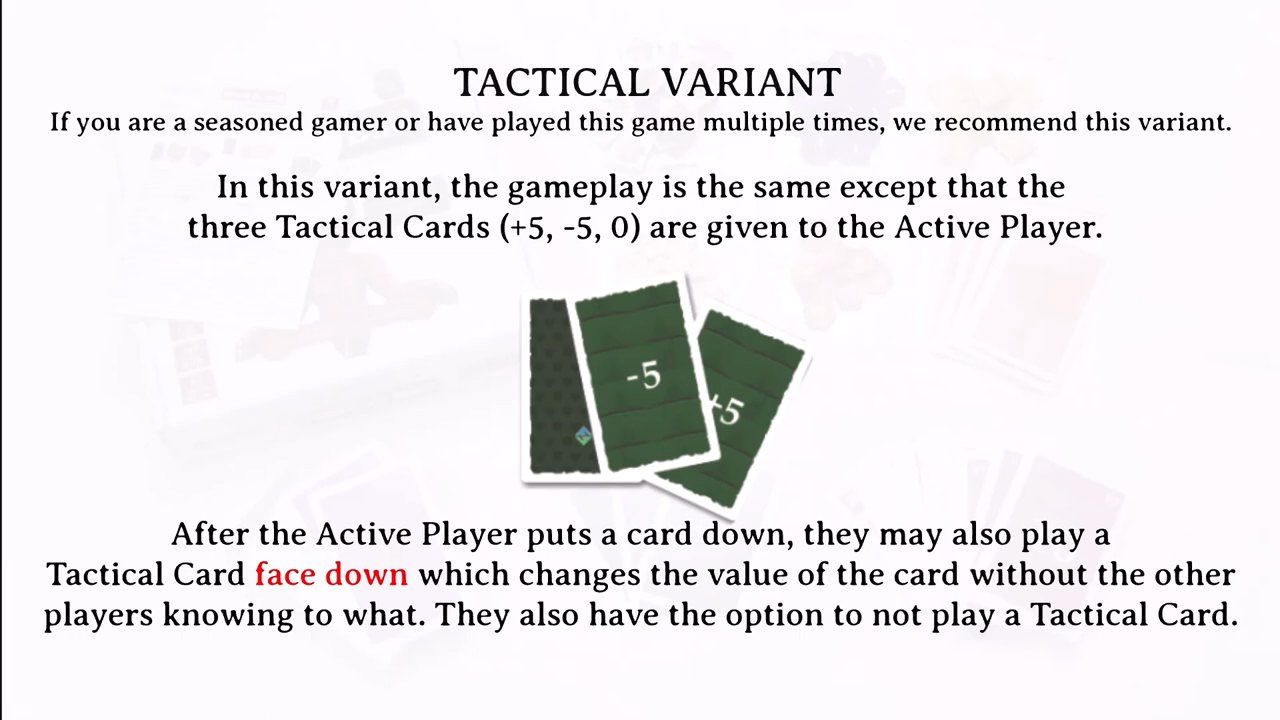 TACTICAL VARIANT
If you are a seasoned gamer or have played this game multiple times, we recommend this variant.
In this variant, the gameplay is the same except that the
three Tactical Cards (+5, -5, 0) are given to the Active Player.
-5
+5
After the Active Player puts a card down, they may also play a
Tactical Card face down which changes the value of the card without the other
players knowing to what. They also have the option to not play a Tactical Card.